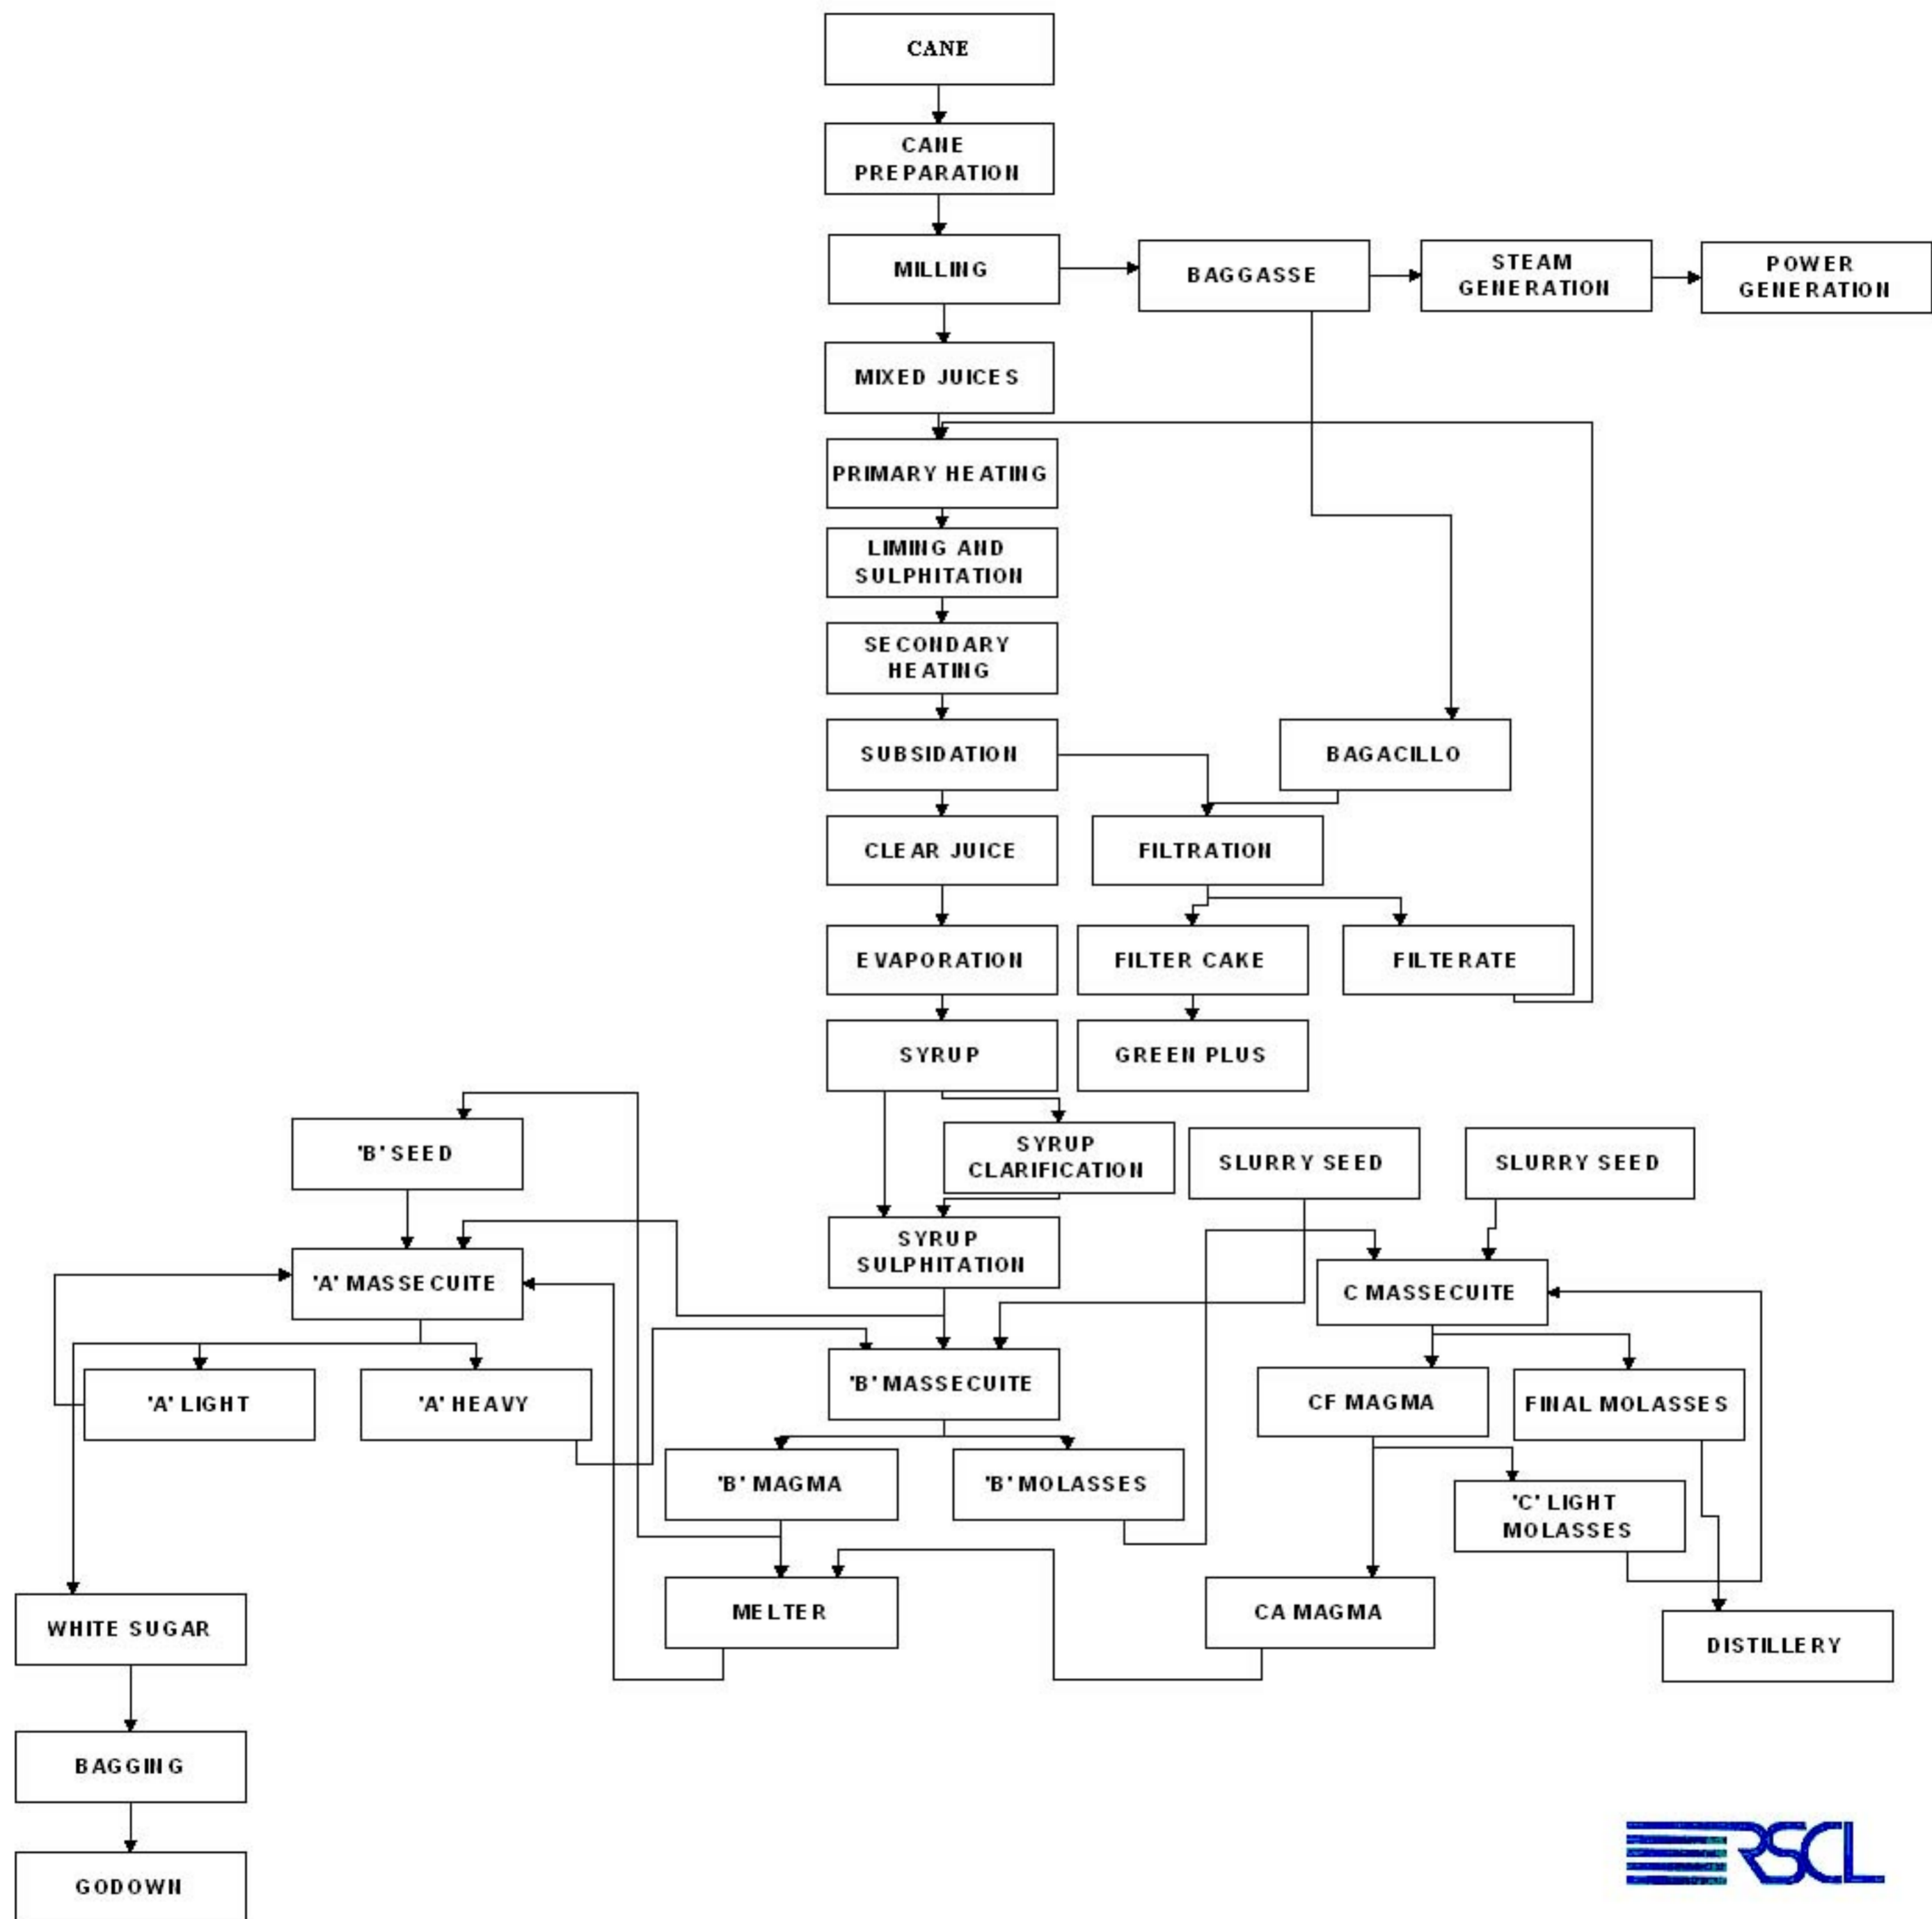 CANE
CANE
PREPARATION
MILLING
BAGGASSE
STEAM
GENERATION
POWER
GENERATION
MIXED JUICES
PRIMARY HEATING
LIMING AND
SULPHITATION
SECONDARY
HEATING
SUBSIDATION
BAGACILLO
CLEAR JUICE
FILTRATION
EVAPORATION
FILTER CAKE
FILTERATE
SYRUP
GREEN PLUS
'B' SEED
SYRUP
CLARIFICATION
SLURRY SEED
SLURRY SEED
SYRUP
SULPHITATION
'A' MASSECUITE
C MASSECUITE
'A' LIGHT
'A' HEAVY
'B' MASSECUITE
CF MAGMA
FINAL MOLASSES
'B' MAGMA
'B' MOLASSES
'C' LIGHT
MOLASSES
WHITE SUGAR
MELTER
CA MAGMA
DISTILLERY
BAGGING
GODOWN
RSCL